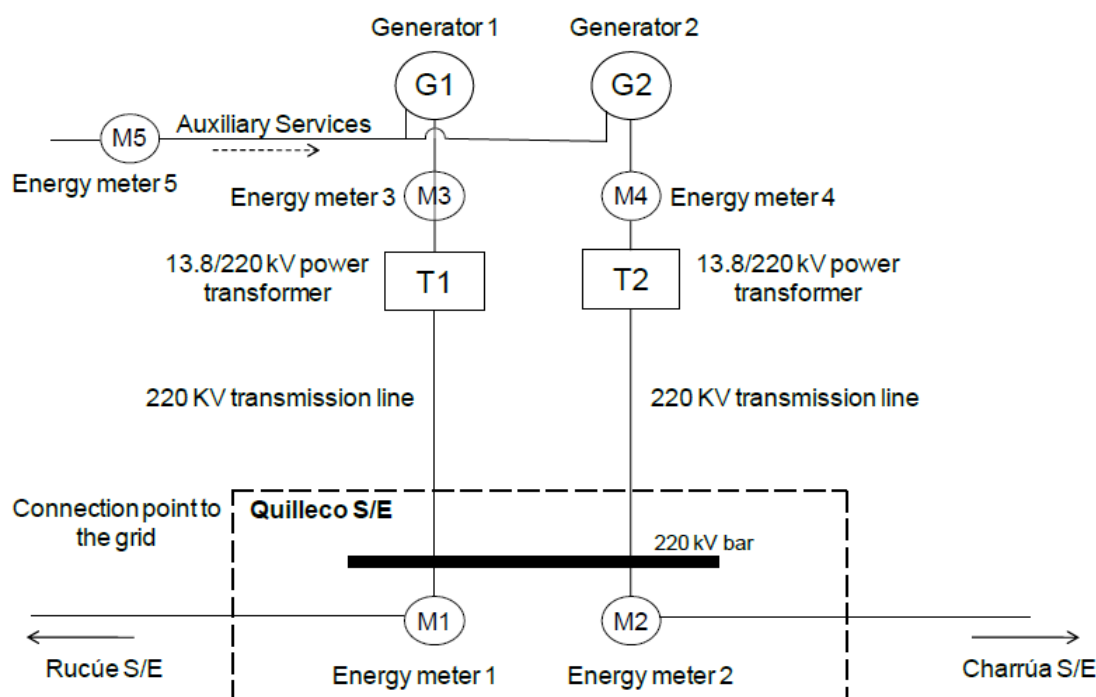 Generator 1
Generator 2
G1
G2
M5
Auxiliary Services
Energy meter 5
Energy meter 3
M3
M4
Energy meter 4
13.8/220 kV power
transformer
T1
T2
13.8/220 kV power
transformer
220 KV transmission line
220 KV transmission line
Connection point to
the grid
Quilleco S/E
220 kV bar
M1
M2
Rucúe S/E
Energy meter 1
Energy meter 2
Charrúa S/E